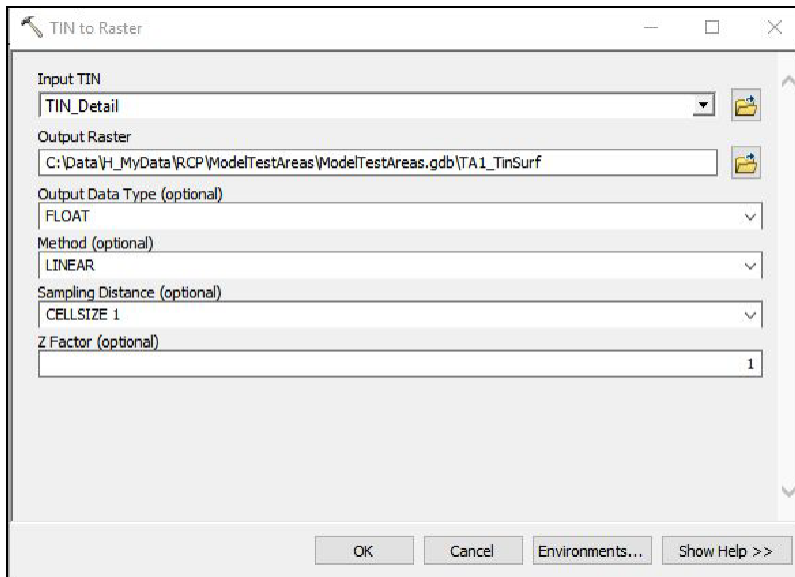 TIN to Raster
Input TIN
TIN_Detail
Output Raster
C:\Data\H_MyData\RCP\ModelTestAreas\ModelTestAreas.gdb\TA1_TinSurf
Output Data Type (optional)
FLOAT
Method (optional)
LINEAR
Sampling Distance (optional)
CELLSIZE 1
Z Factor (optional)
1
OK Cancel Environments... Show Help >>